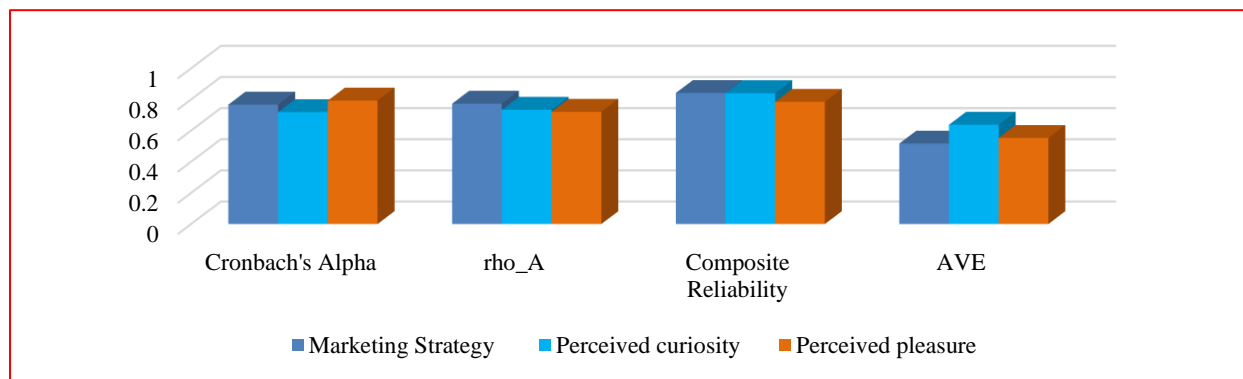 1
0.8
0.6
0.4
0.2
0
Cronbach's Alpha
rho_A
Composite
Reliability
AVE
Marketing Strategy
Perceived curiosity
Perceived pleasure